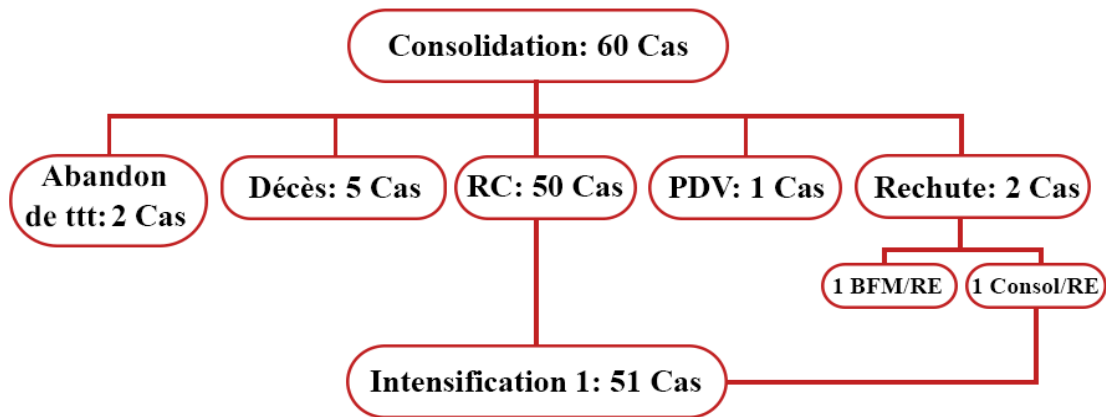 Consolidation: 60 Cas
Abandon
de ttt: 2 Cas
Décès: 5 Cas
RC: 50 Cas
PDV: 1 Cas
Rechute: 2 Cas
1 BFM/RE
1 Consol/RE
Intensification 1: 51 Cas